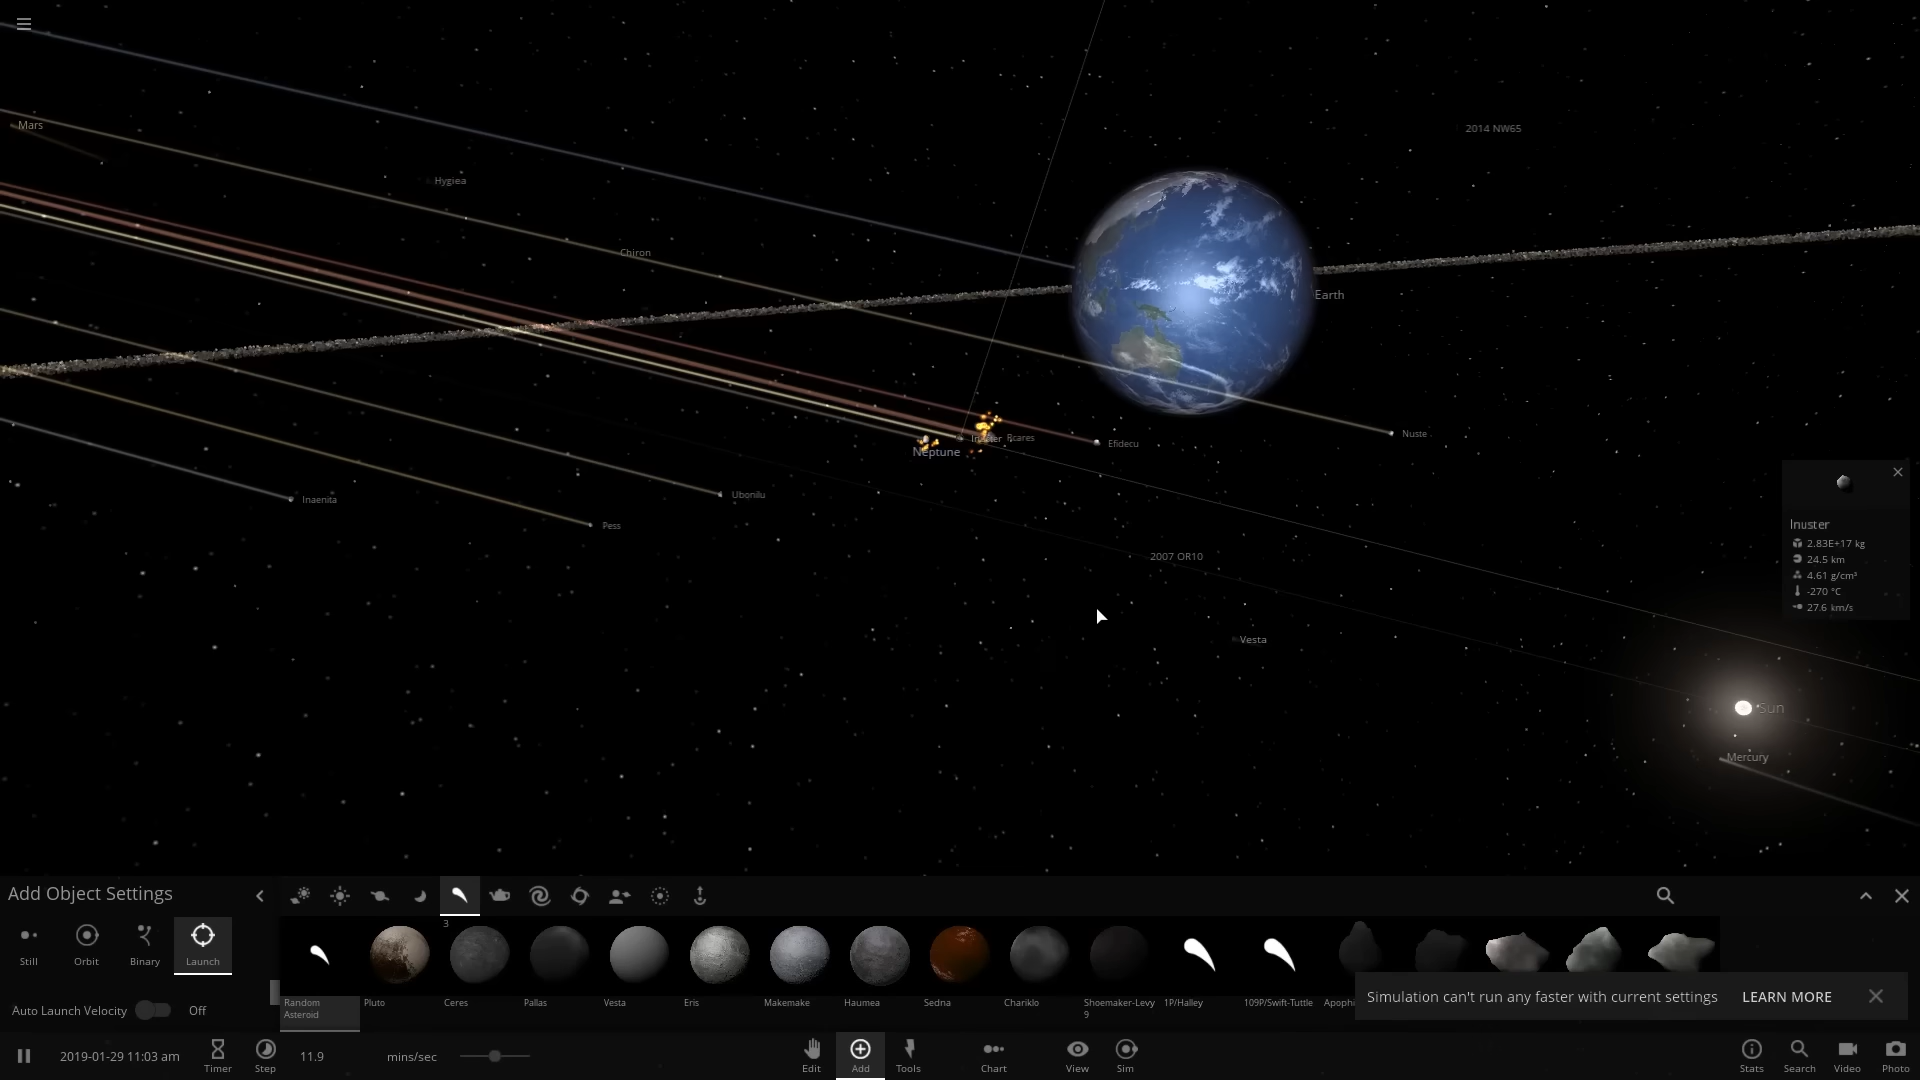 Mars
2014 NW65
Hygiea
Chiron
Earth
Nuste
Efidecu
Neptune
Inaenita
Ubonilu
Pess
2007 OR10
Vesta
Sun
Mercury
Inuster
2.83E+17 kg
24.5 km
4.61 g/cm³
-270 °C
27.6 km/s
Add Object Settings
Still
Orbit
Binary
Launch
Auto Launch Velocity
Off
3
Random Asteroid
Pluto
Ceres
Pallas
Vesta
Eris
Makemake
Haumea
Sedna
Chariklo
Shoemaker-Levy 9
1P/Halley
109P/Swift-Tuttle
Simulation can't run any faster with current settings
LEARN MORE
2019-01-29 11:03 am
Timer
Step
11.9
mins/sec
Edit
Add
Tools
Chart
View
Sim
Stats
Search
Video
Photo